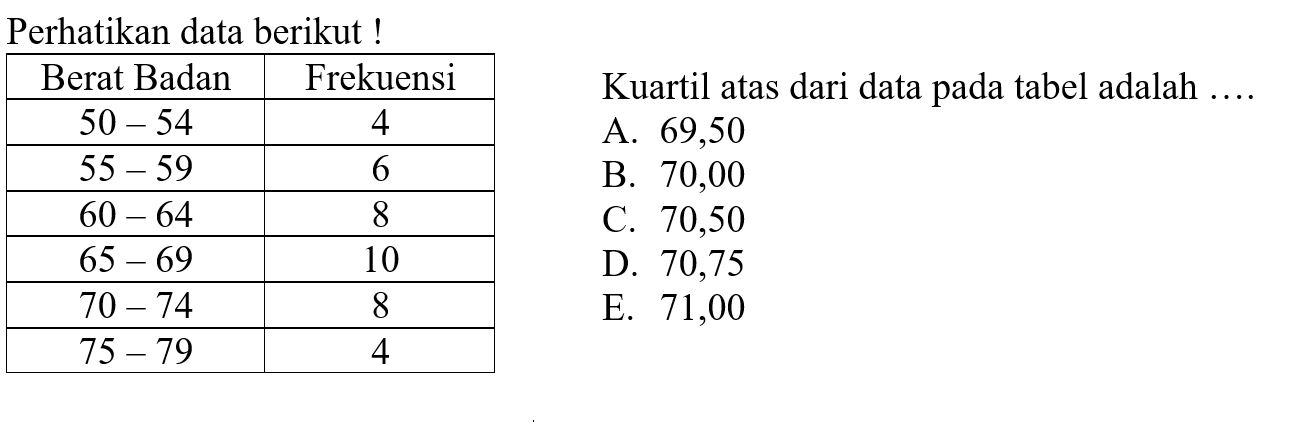 Perhatikan data berikut !
Berat Badan Frekuensi
50 – 54 4
55 – 59 6
60 – 64 8
65 – 69 10
70 – 74 8
75 – 79 4
Kuartil atas dari data pada tabel adalah ....
A. 69,50
B. 70,00
C. 70,50
D. 70,75
E. 71,00